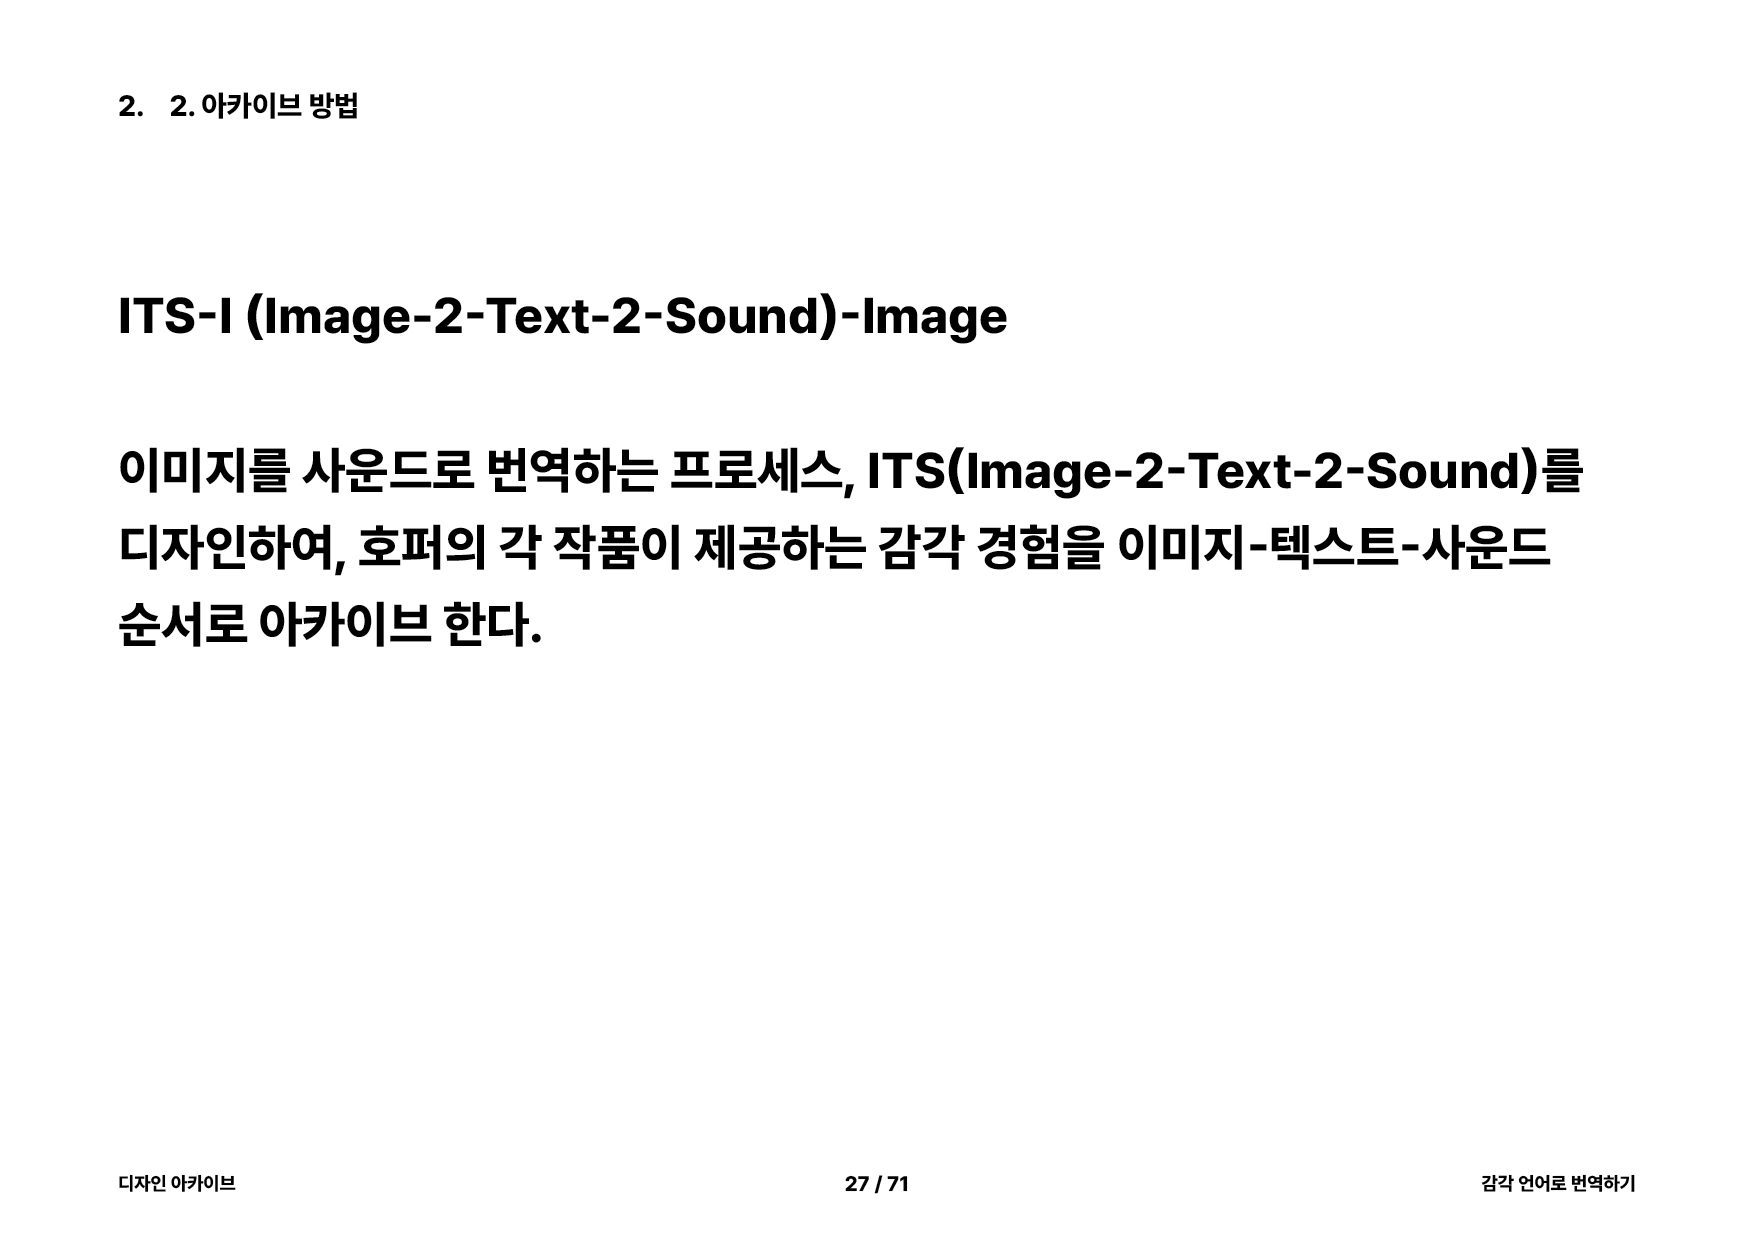 2. 2. 아카이브 방법
ITS-I (Image-2-Text-2-Sound)-Image
이미지를 사운드로 번역하는 프로세스, ITS(Image-2-Text-2-Sound)를
디자인하여, 호퍼의 각 작품이 제공하는 감각 경험을 이미지-텍스트-사운드
순서로 아카이브 한다.
디자인 아카이브
27 / 71
감각 언어로 번역하기